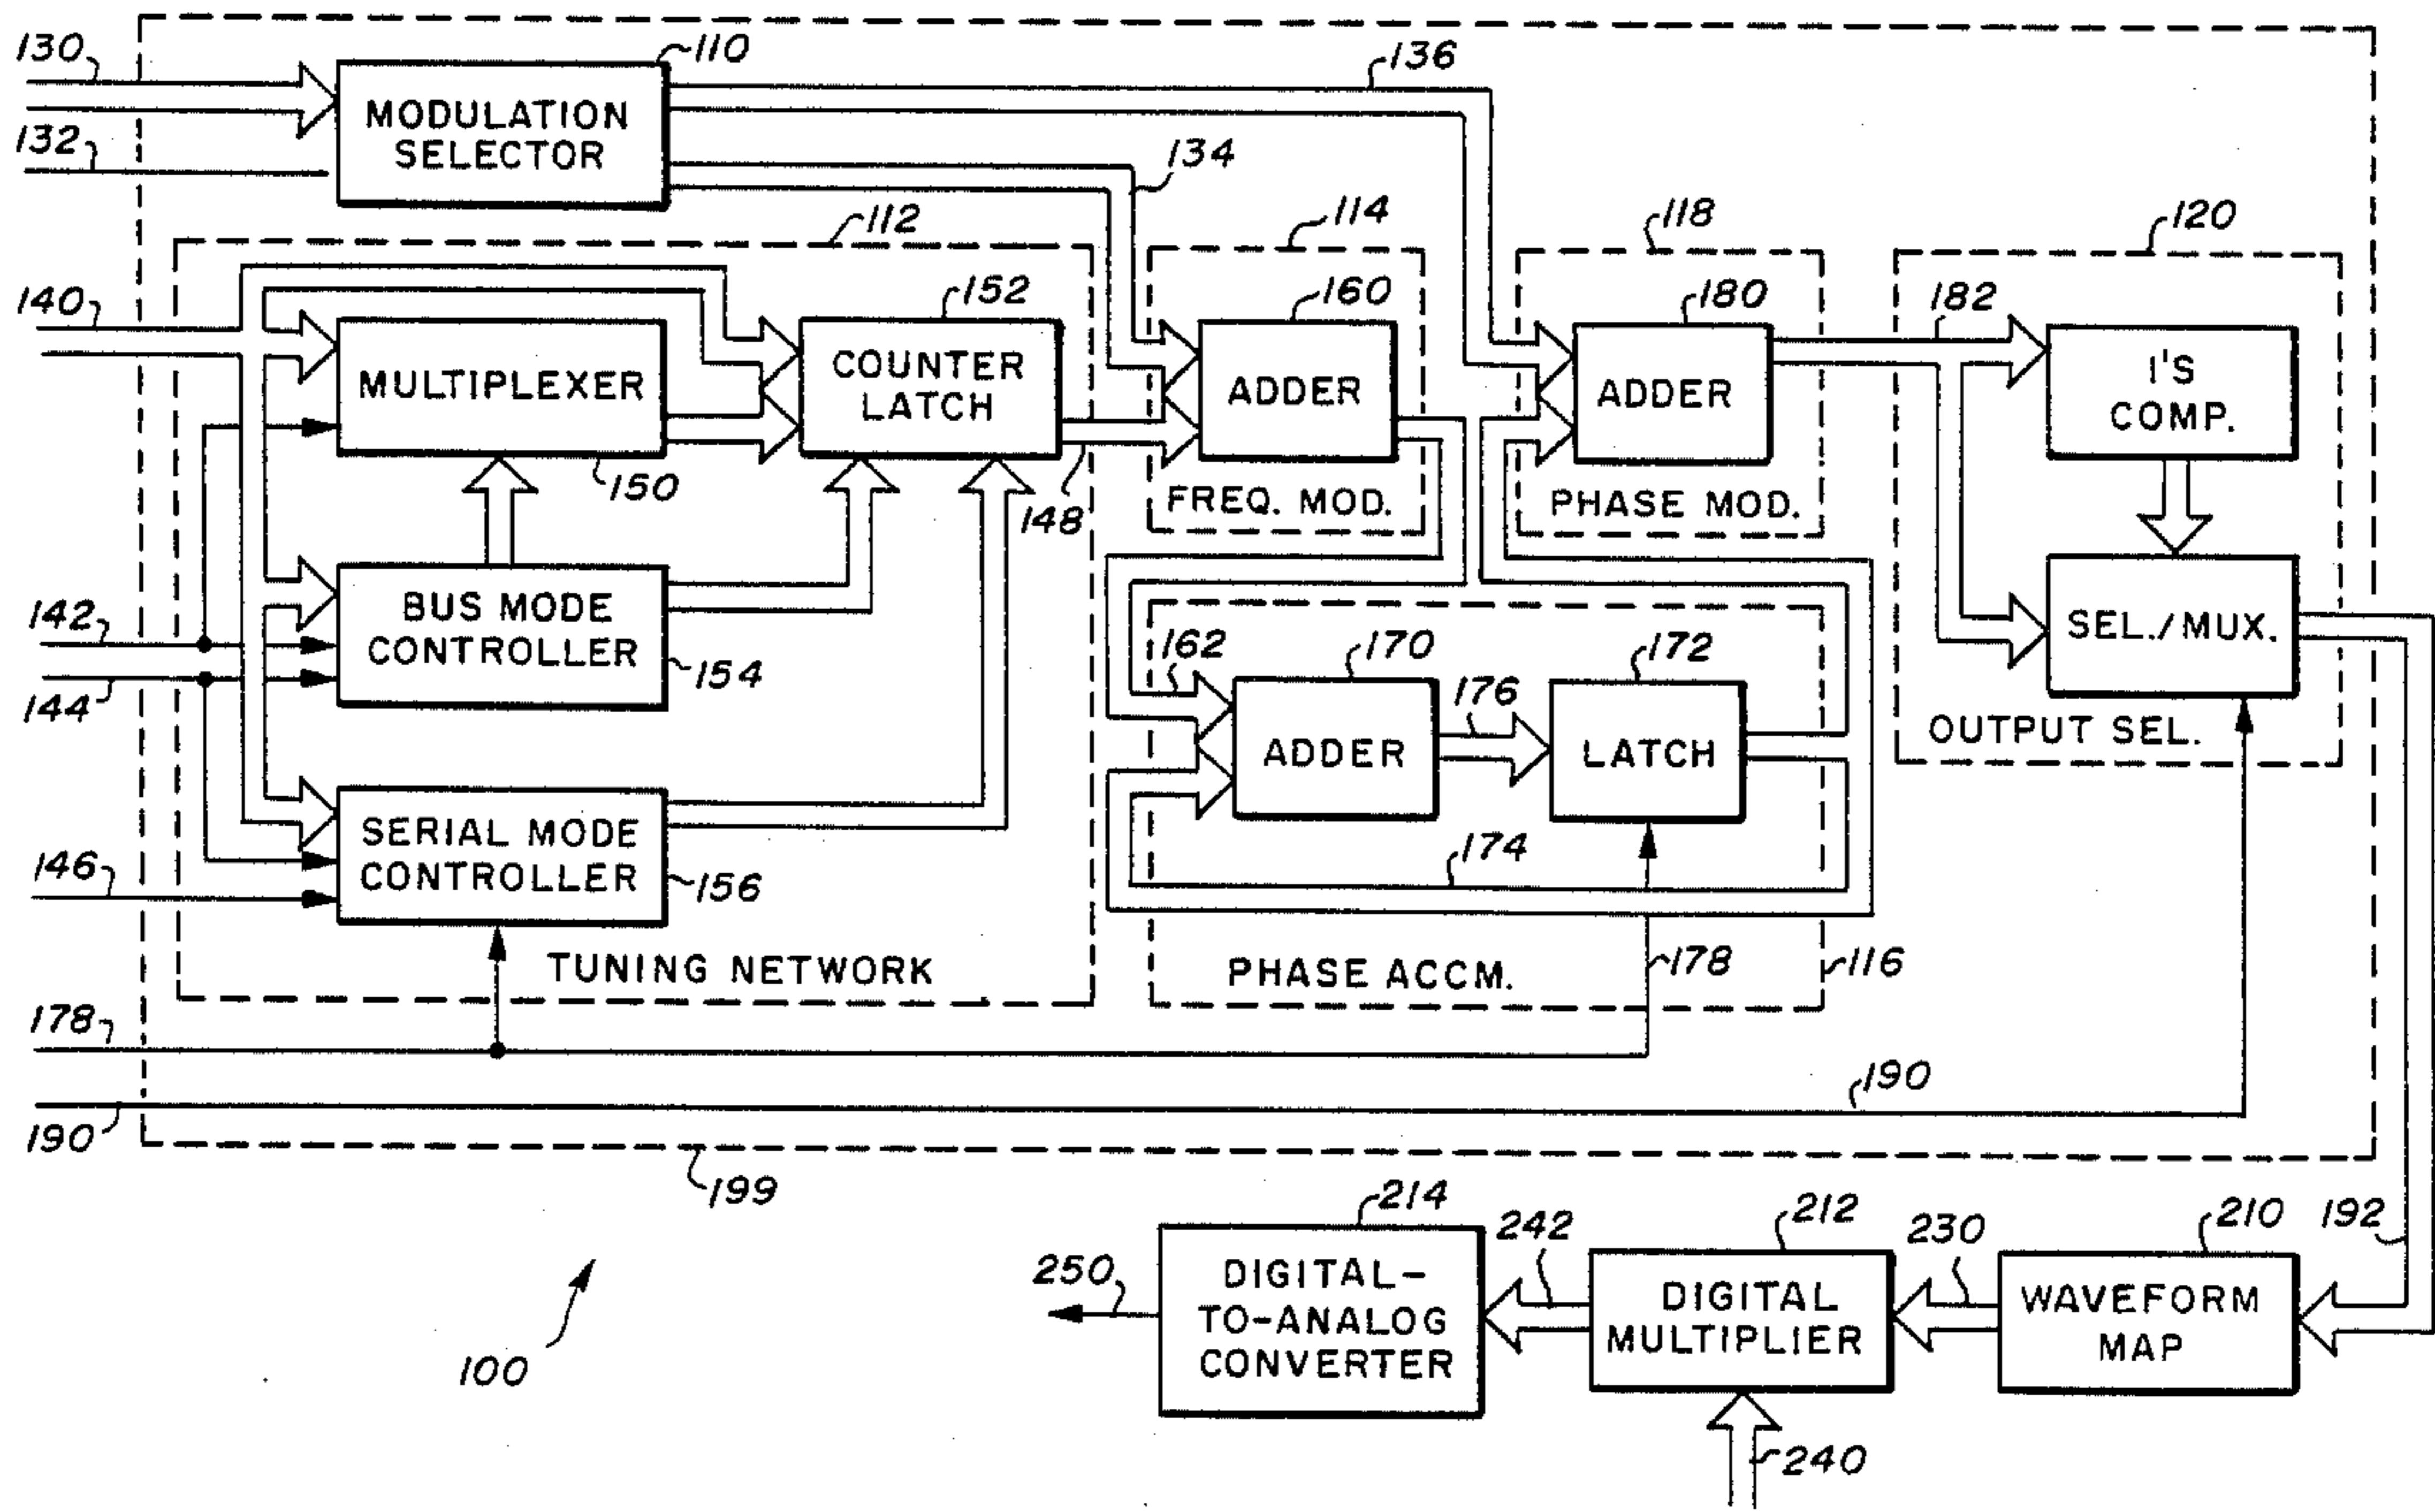 130
110
136
MODULATION
SELECTOR
132
134
112
114
118
120
140
152
160
180
182
MULTIPLEXER
COUNTER
LATCH
ADDER
ADDER
1'S
COMP.
150
148
FREQ. MOD.
PHASE MOD.
142
BUS MODE
CONTROLLER
154
144
162
170
172
176
SEL./MUX.
ADDER
LATCH
OUTPUT SEL.
146
SERIAL MODE
CONTROLLER
156
174
TUNING NETWORK
PHASE ACCM.
178
116
178
190
190
199
214
242
212
230
210
192
250
DIGITAL-
TO-ANALOG
CONVERTER
DIGITAL
MULTIPLIER
WAVEFORM
MAP
100
240